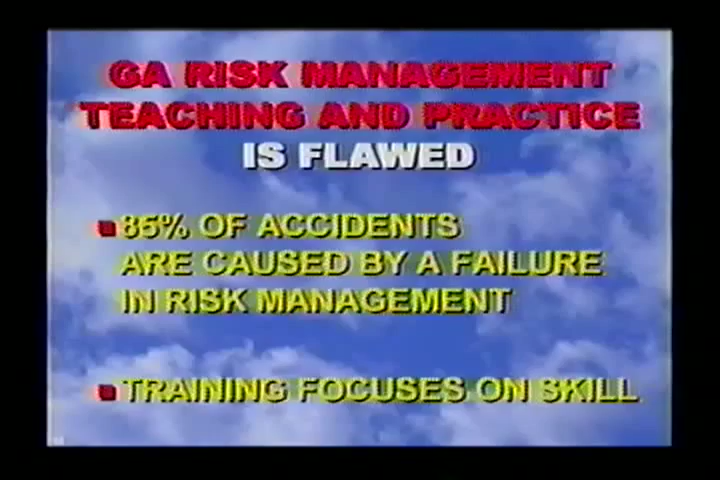 GA RISK MANAGEMENT
TEACHING AND PRACTICE
IS FLAWED
▪ 85% OF ACCIDENTS
ARE CAUSED BY A FAILURE
IN RISK MANAGEMENT
▪ TRAINING FOCUSES ON SKILL